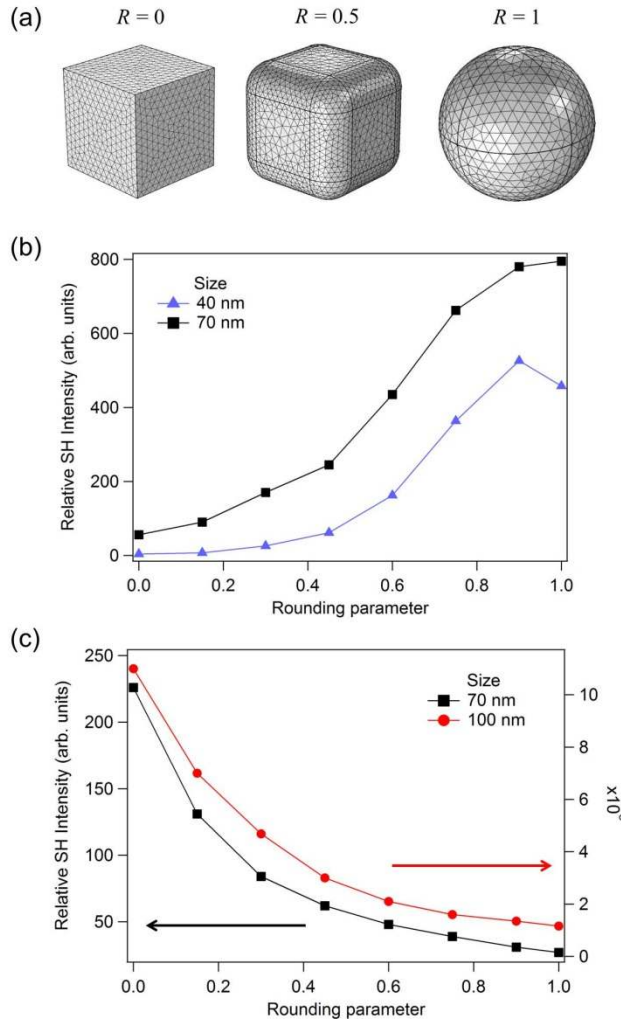 (a)
R = 0 R = 0.5 R = 1
(b)
800
600
400
200
0
Relative SH Intensity (arb. units)
Size
40 nm
70 nm
0.0 0.2 0.4 0.6 0.8 1.0
Rounding parameter
(c)
250
200
150
100
50
Relative SH Intensity (arb. units)
Size
70 nm
100 nm
10
8
6
4
2
0
0.0 0.2 0.4 0.6 0.8 1.0
Rounding parameter